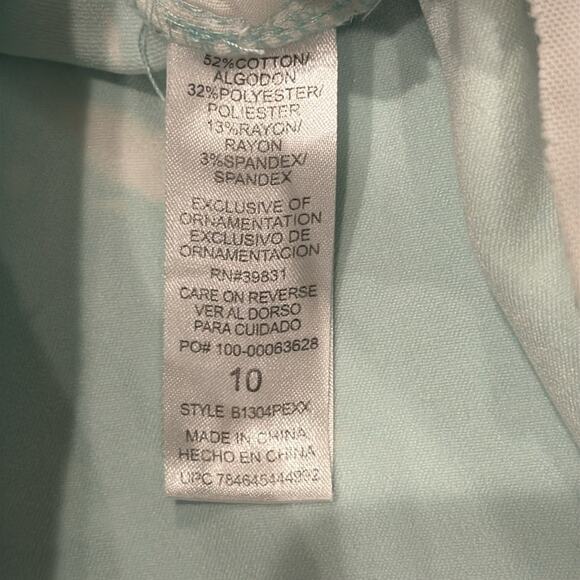 52%COTTON/
ALGODON
32%POLYESTER/
POLIESTER
13%RAYON/
RAYON
3%SPANDEX/
SPANDEX
EXCLUSIVE OF
ORNAMENTATION
EXCLUSIVO DE
ORNAMENTACION
RN#39831
CARE ON REVERSE
VER AL DORSO
PARA CUIDADO
PO# 100-00063628
10
STYLE B1304PEXX
MADE IN CHINA
HECHO EN CHINA
UPC